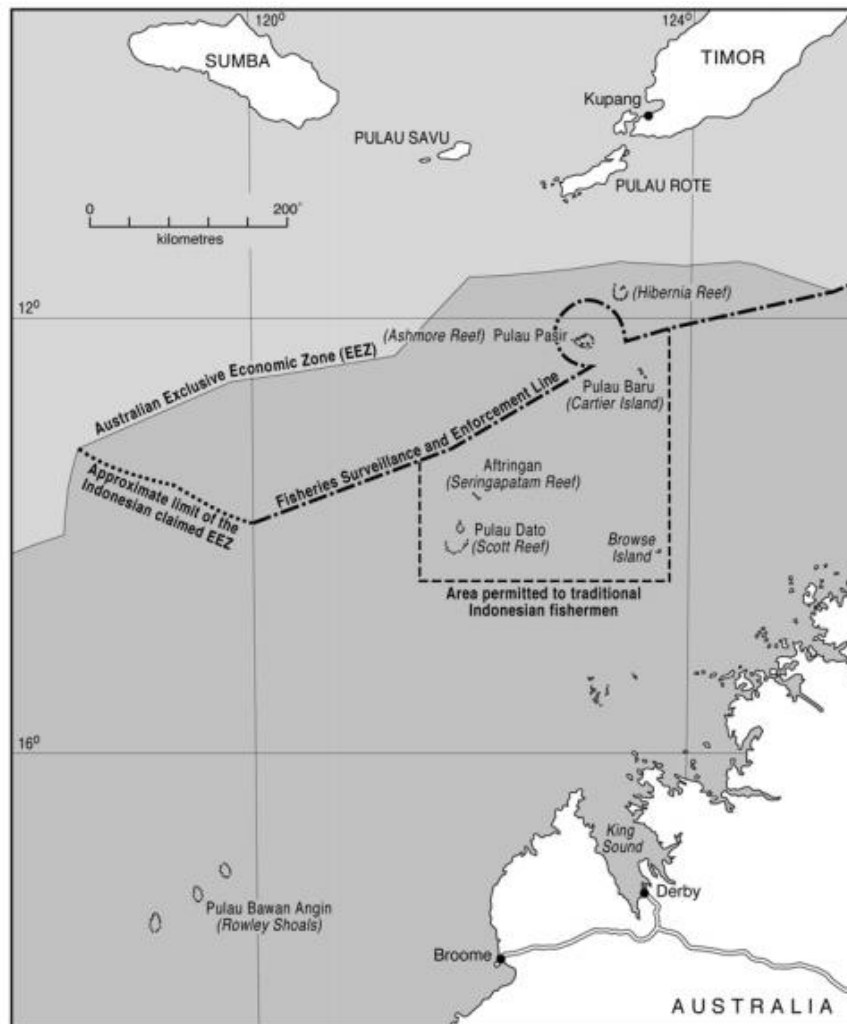 120⁰
124⁰
SUMBA
TIMOR
Kupang
PULAU SAVU
PULAU ROTE
0
200
kilometres
12⁰
(Hibernia Reef)
(Ashmore Reef) Pulau Pasir
Australian Exclusive Economic Zone (EEZ)
Pulau Baru
(Cartier Island)
Fisheries Surveillance and Enforcement Line
Approximate limit of the
Indonesian claimed EEZ
Aftringan
(Seringapatam Reef)
Pulau Dato
(Scott Reef)
Browse
Island
Area permitted to traditional
Indonesian fishermen
16⁰
King
Sound
Derby
Pulau Bawan Angin
(Rowley Shoals)
Broome
AUSTRALIA